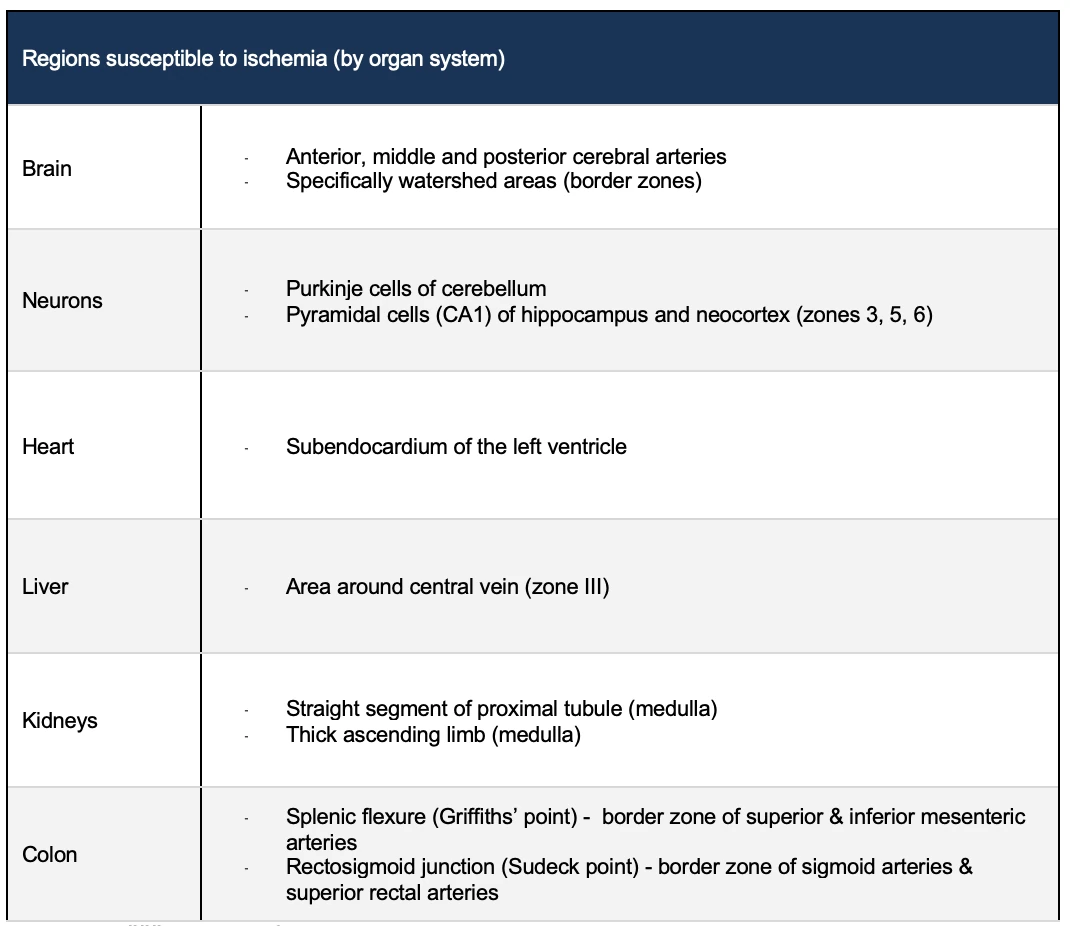 Regions susceptible to ischemia (by organ system)
Brain
- Anterior, middle and posterior cerebral arteries
- Specifically watershed areas (border zones)
Neurons
- Purkinje cells of cerebellum
- Pyramidal cells (CA1) of hippocampus and neocortex (zones 3, 5, 6)
Heart
- Subendocardium of the left ventricle
Liver
- Area around central vein (zone III)
Kidneys
- Straight segment of proximal tubule (medulla)
- Thick ascending limb (medulla)
Colon
- Splenic flexure (Griffiths’ point) - border zone of superior & inferior mesenteric
arteries
- Rectosigmoid junction (Sudeck point) - border zone of sigmoid arteries &
superior rectal arteries